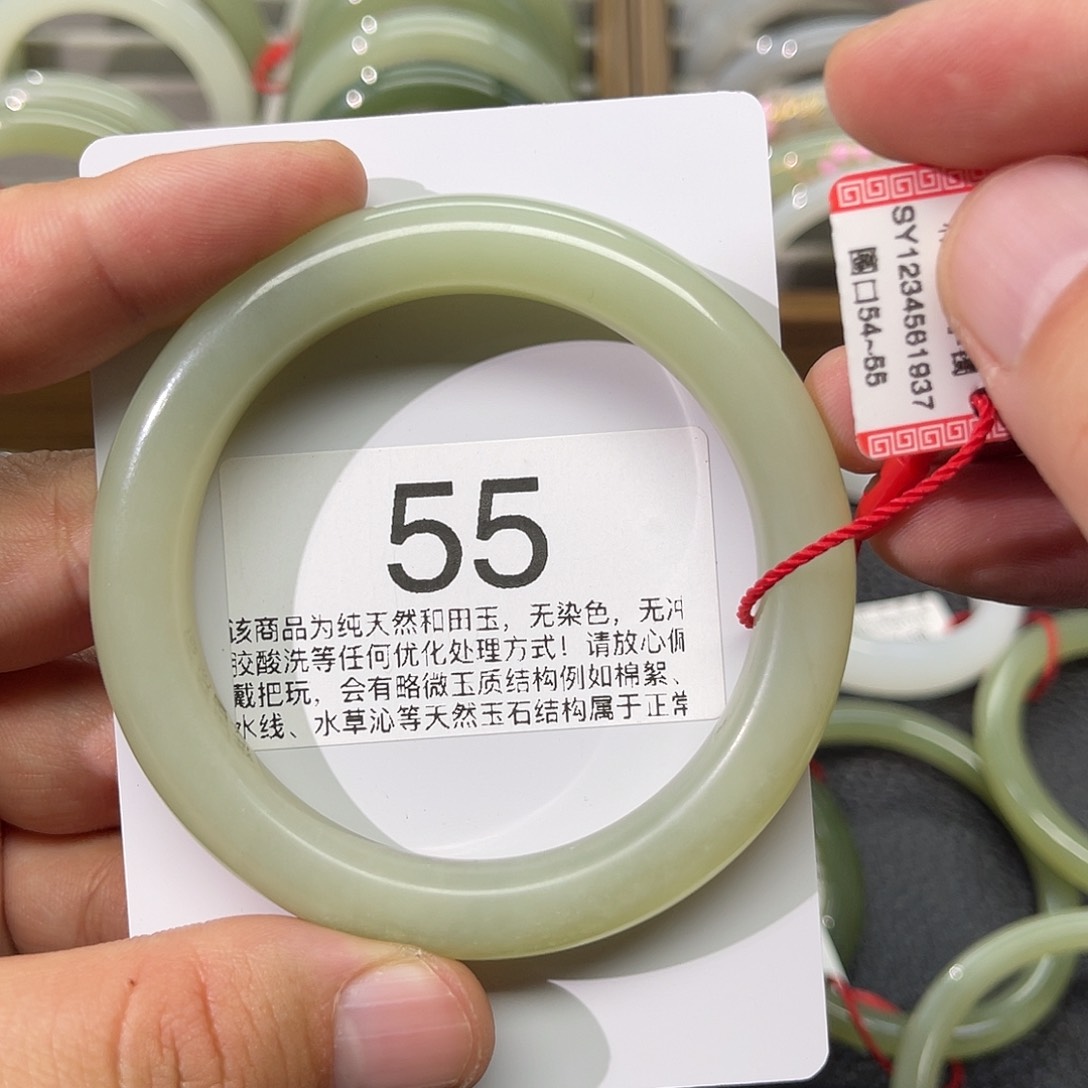 55
该商品为纯天然和田玉，无染色，无冲
胶酸洗等任何优化处理方式！请放心佩
戴把玩，会有略微玉质结构例如棉絮、
水线、水草沁等天然玉石结构属于正常
SY1234561937
圈口54~55